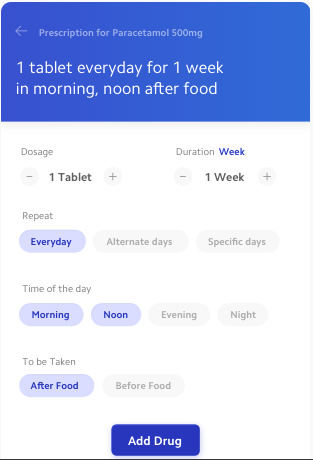 Prescription for Paracetamol 500mg
1 tablet everyday for 1 week
in morning, noon after food
Dosage
Duration Week
− 1 Tablet +
− 1 Week +
Repeat
Everyday Alternate days Specific days
Time of the day
Morning Noon Evening Night
To be Taken
After Food Before Food
Add Drug